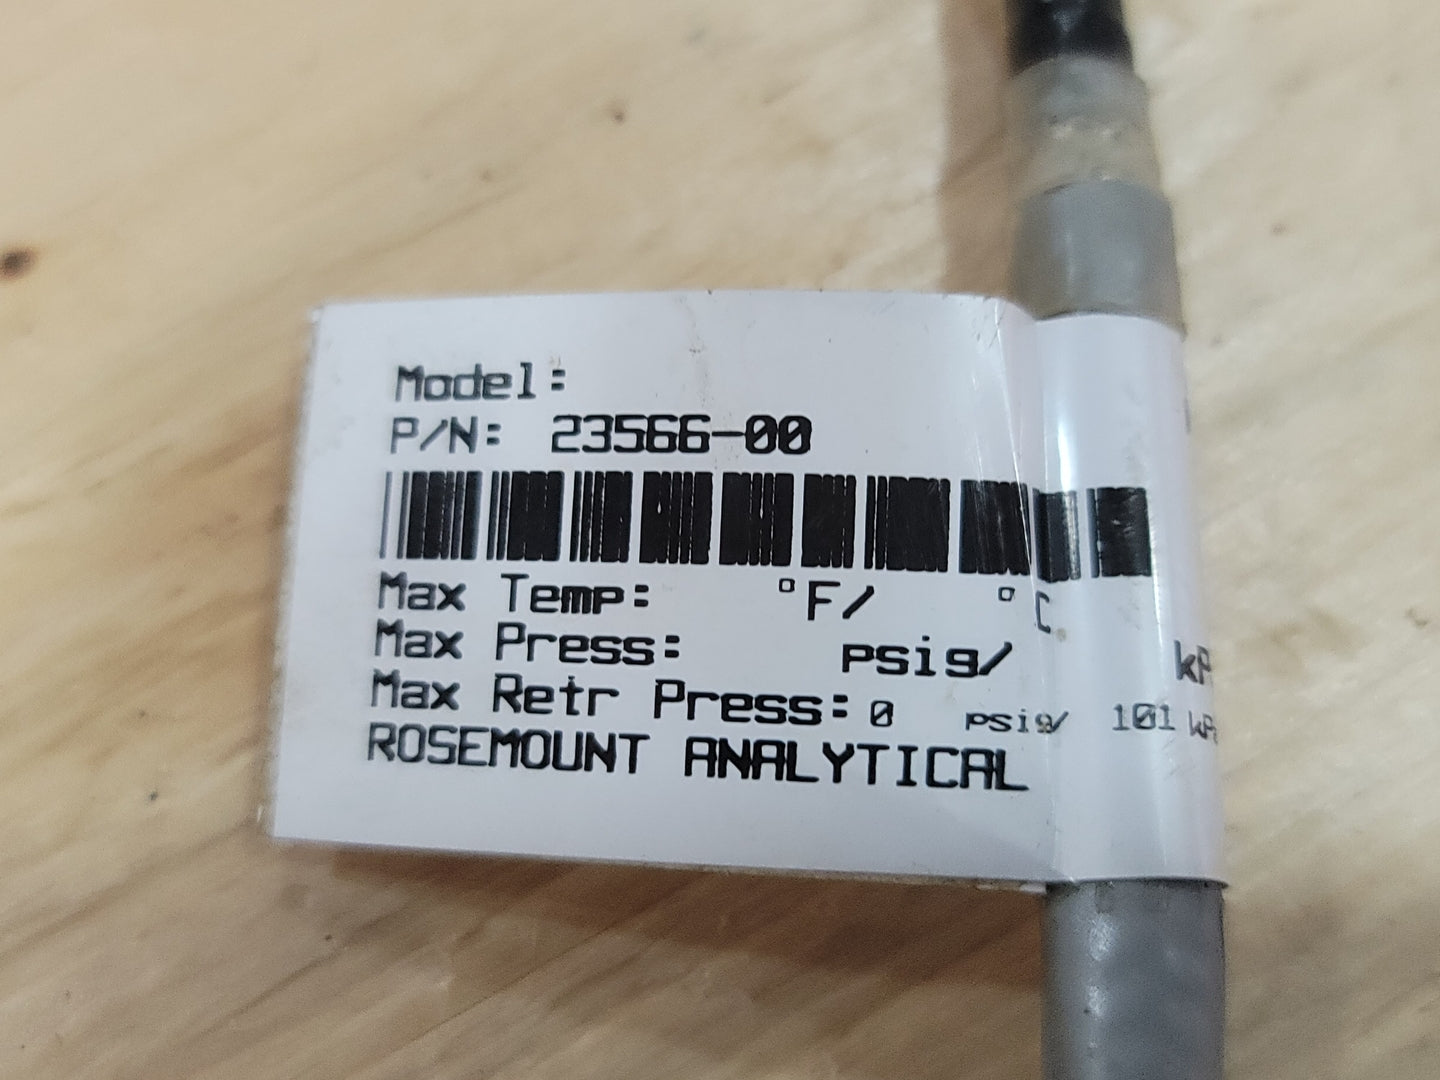 Model:
P/N: 23566-00
Max Temp: °F/ °C
Max Press: psig/ kP
Max Retr Press: 0 psig/ 101 kPa
ROSEMOUNT ANALYTICAL